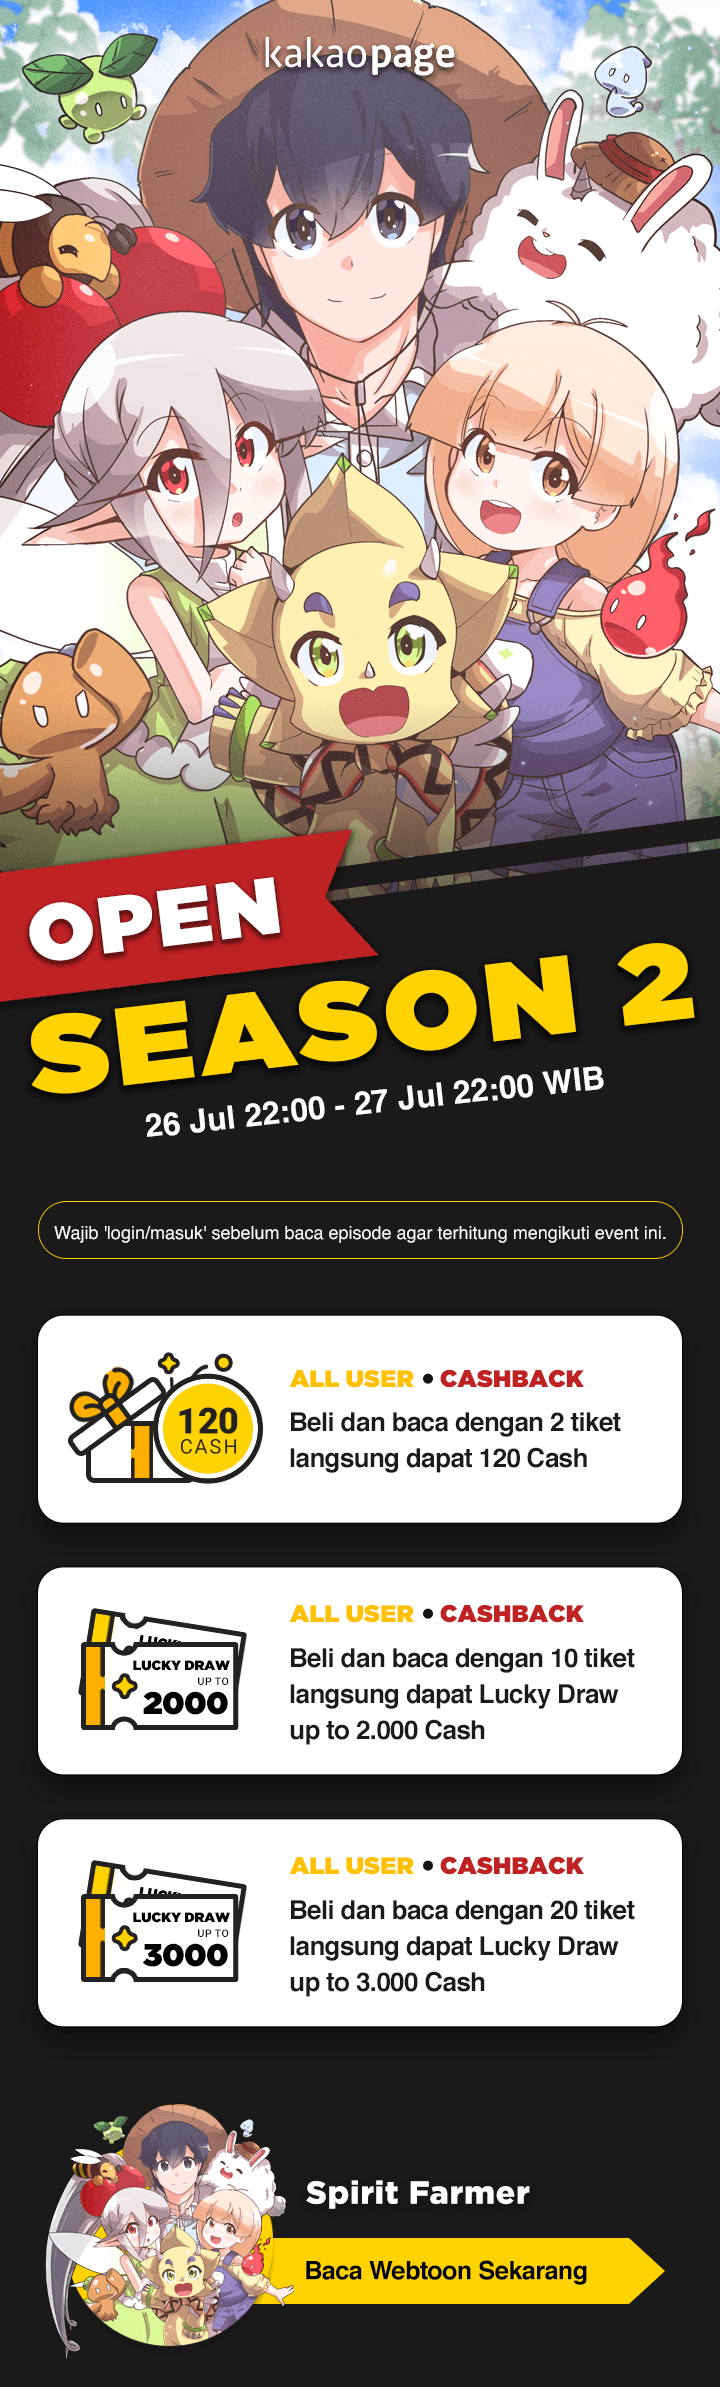 kakaopage
OPEN
SEASON 2
26 Jul 22:00 - 27 Jul 22:00 WIB
Wajib 'login/masuk' sebelum baca episode agar terhitung mengikuti event ini.
120
CASH
ALL USER • CASHBACK
Beli dan baca dengan 2 tiket
langsung dapat 120 Cash
LUCKY DRAW
UP TO
2000
ALL USER • CASHBACK
Beli dan baca dengan 10 tiket
langsung dapat Lucky Draw
up to 2.000 Cash
LUCKY DRAW
UP TO
3000
ALL USER • CASHBACK
Beli dan baca dengan 20 tiket
langsung dapat Lucky Draw
up to 3.000 Cash
Spirit Farmer
Baca Webtoon Sekarang